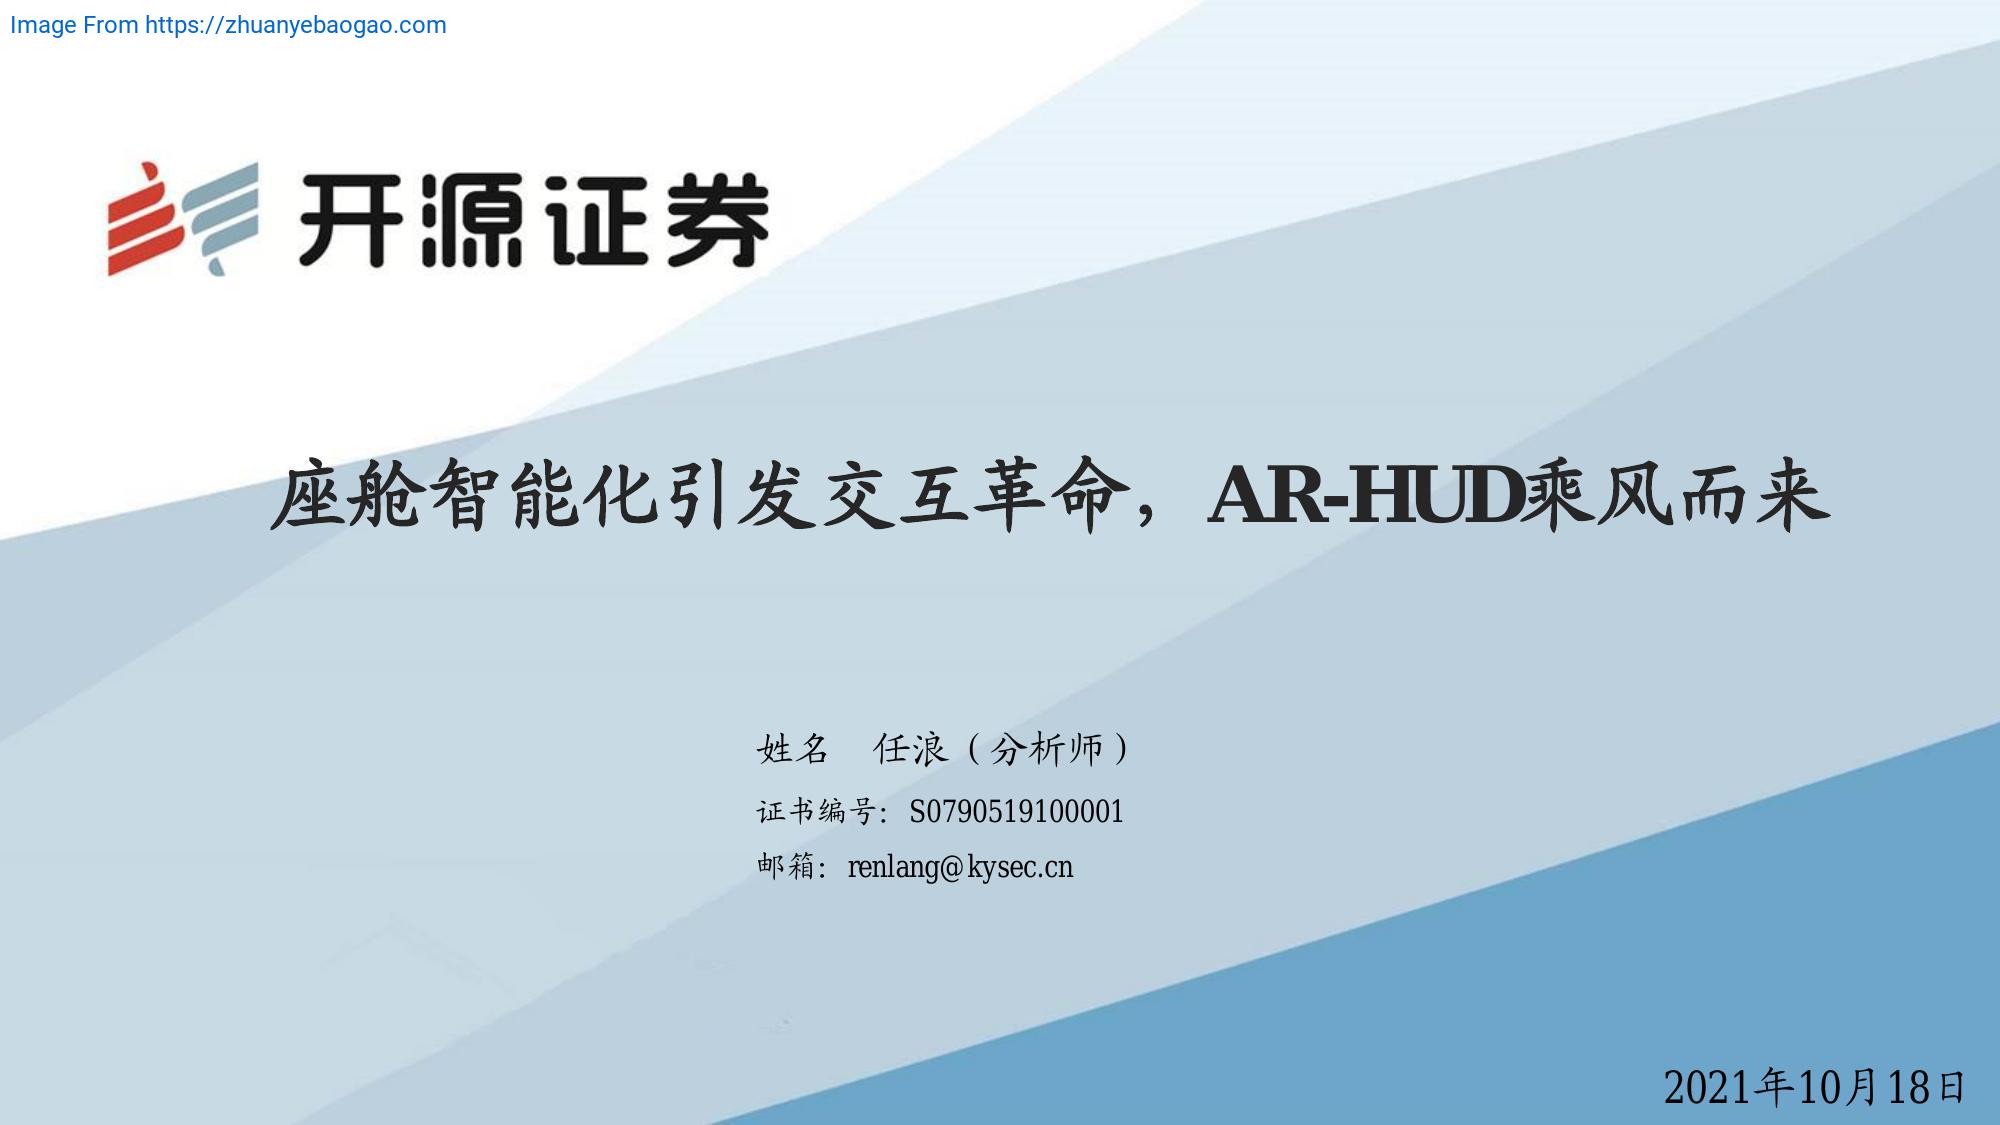 Image From https://zhuanyebaogao.com
开源证券
座舱智能化引发交互革命，AR-HUD乘风而来
姓名　任浪（分析师）
证书编号：S0790519100001
邮箱：renlang@kysec.cn
2021年10月18日